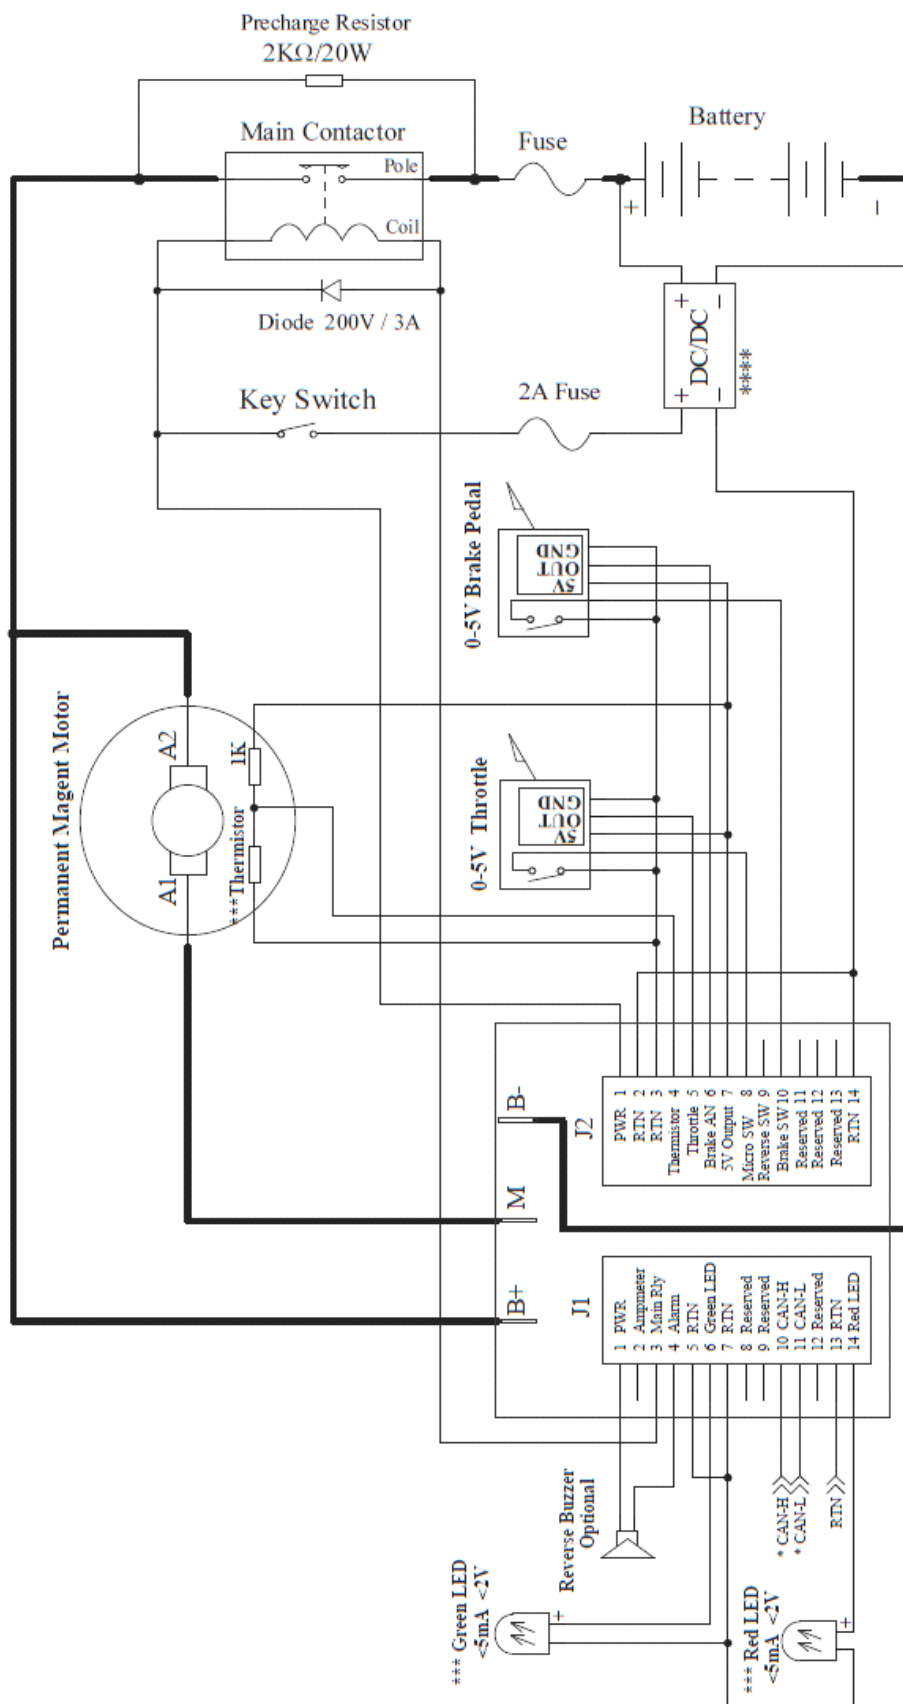 Precharge Resistor
2KΩ/20W
Main Contactor
Pole
Coil
Fuse
Battery
+
−
Diode 200V / 3A
+
−
DC/DC
+
−
****
Key Switch
2A Fuse
0-5V Brake Pedal
GND
OUT
5V
Permanent Magent Motor
A2
A1
1K
***Thermistor
0-5V Throttle
GND
OUT
5V
B-
M
B+
J2
PWR 1
RTN 2
RTN 3
Thermistor 4
Throttle 5
Brake AN 6
5V Output 7
Micro SW 8
Reverse SW 9
Brake SW 10
Reserved 11
Reserved 12
Reserved 13
RTN 14
J1
1 PWR
2 Ampmeter
3 Main Rly
4 Alarm
5 RTN
6 Green LED
7 RTN
8 Reserved
9 Reserved
10 CAN-H
11 CAN-L
12 Reserved
13 RTN
14 Red LED
Reverse Buzzer
Optional
* CAN-H
* CAN-L
RTN
*** Green LED
<5mA <2V
+
*** Red LED
<5mA <2V
+